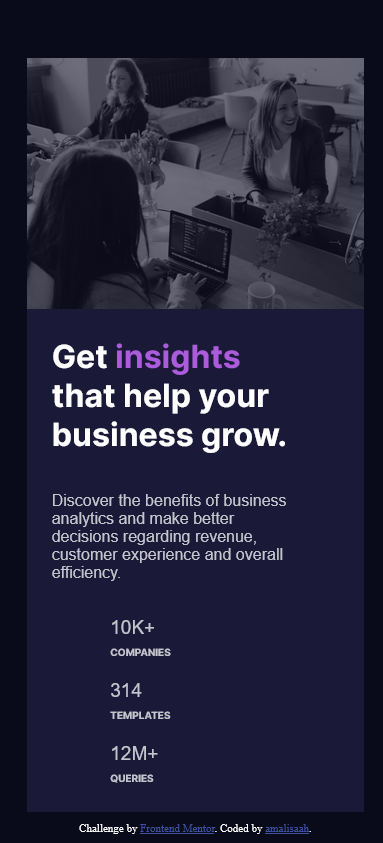 Get insights
that help your
business grow.
Discover the benefits of business
analytics and make better
decisions regarding revenue,
customer experience and overall
efficiency.
10K+
COMPANIES
314
TEMPLATES
12M+
QUERIES
Challenge by Frontend Mentor. Coded by amalisaah.